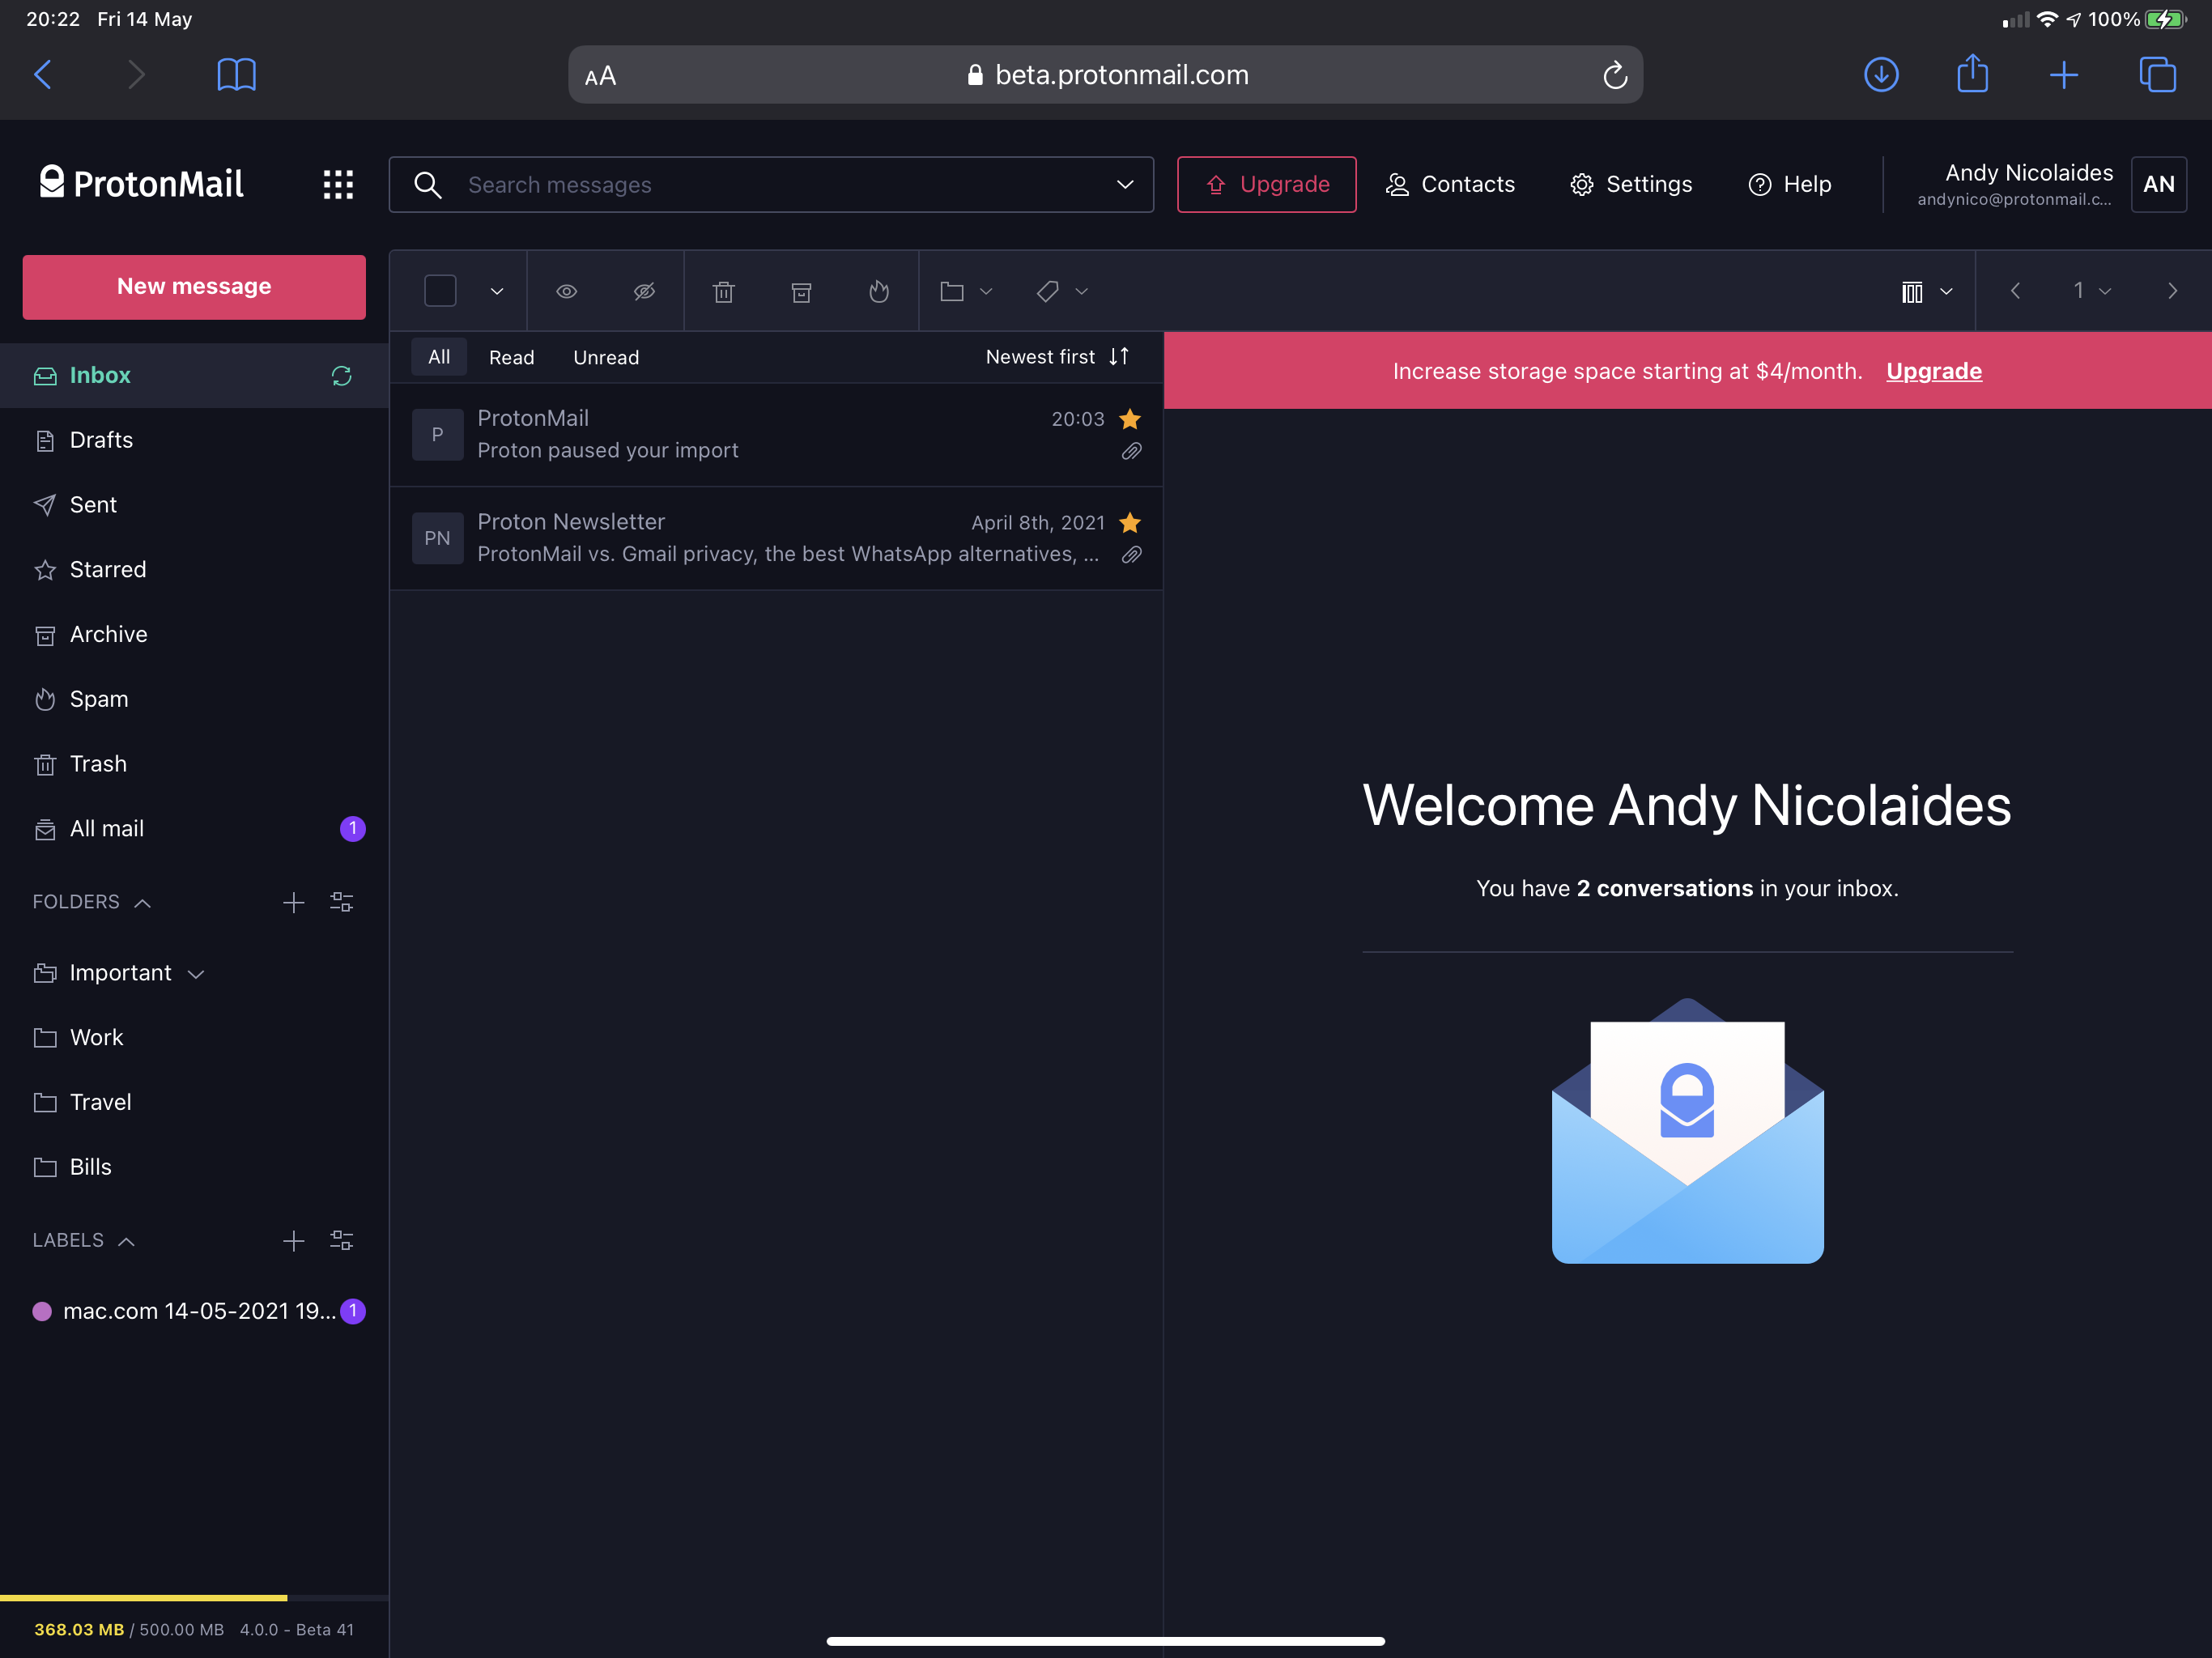 20:22 Fri 14 May
100%
AA
beta.protonmail.com
ProtonMail
Search messages
Upgrade
Contacts
Settings
Help
Andy Nicolaides
andynico@protonmail.c...
AN
New message
1
Inbox
Drafts
Sent
Starred
Archive
Spam
Trash
All mail 1
FOLDERS
Important
Work
Travel
Bills
LABELS
mac.com 14-05-2021 19... 1
368.03 MB / 500.00 MB 4.0.0 - Beta 41
All Read Unread Newest first
P
ProtonMail 20:03
Proton paused your import
PN
Proton Newsletter April 8th, 2021
ProtonMail vs. Gmail privacy, the best WhatsApp alternatives, ...
Increase storage space starting at $4/month. Upgrade
Welcome Andy Nicolaides
You have 2 conversations in your inbox.